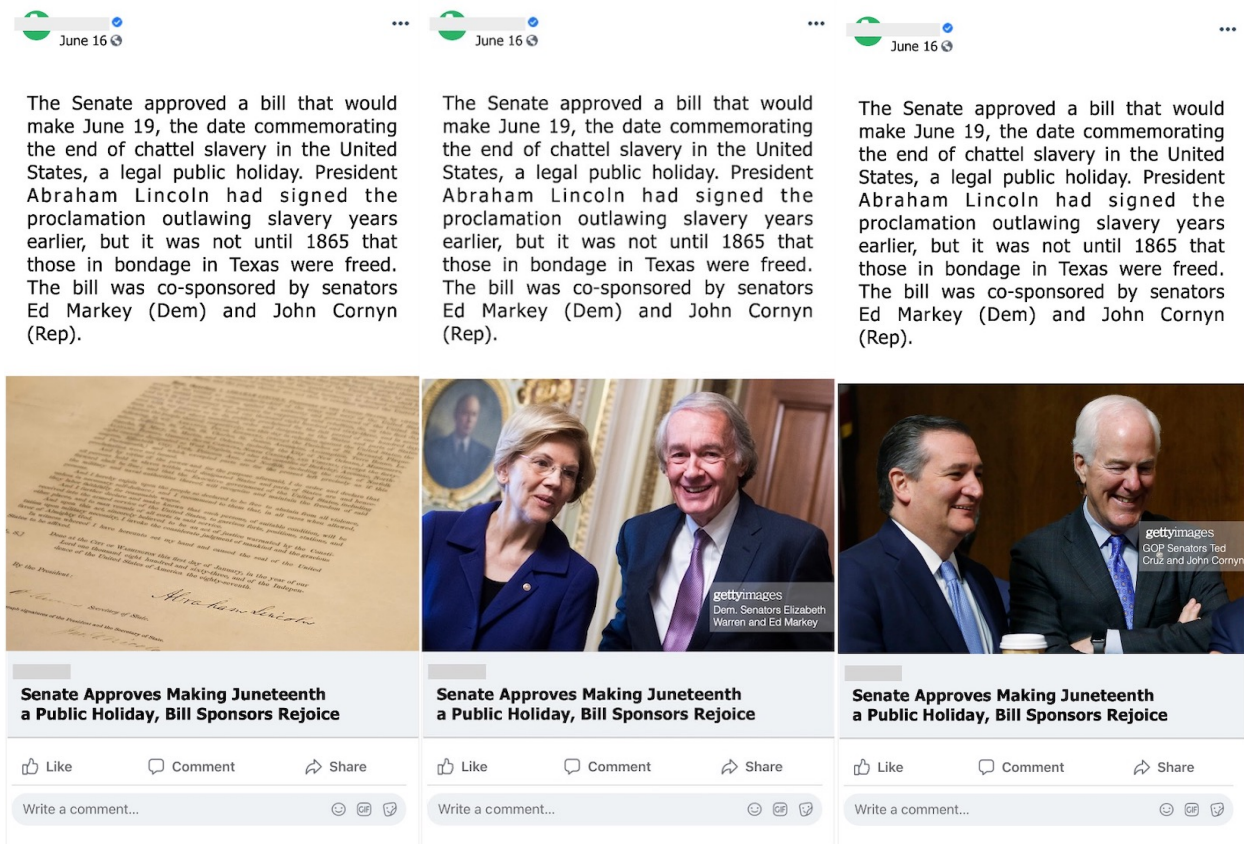 June 16
The Senate approved a bill that would
make June 19, the date commemorating
the end of chattel slavery in the United
States, a legal public holiday. President
Abraham Lincoln had signed the
proclamation outlawing slavery years
earlier, but it was not until 1865 that
those in bondage in Texas were freed.
The bill was co-sponsored by senators
Ed Markey (Dem) and John Cornyn
(Rep).
By the President:
Abraham Lincoln
Secretary of State.
Senate Approves Making Juneteenth
a Public Holiday, Bill Sponsors Rejoice
Like Comment Share
Write a comment...
GIF
June 16
The Senate approved a bill that would
make June 19, the date commemorating
the end of chattel slavery in the United
States, a legal public holiday. President
Abraham Lincoln had signed the
proclamation outlawing slavery years
earlier, but it was not until 1865 that
those in bondage in Texas were freed.
The bill was co-sponsored by senators
Ed Markey (Dem) and John Cornyn
(Rep).
gettyimages
Dem. Senators Elizabeth
Warren and Ed Markey
Senate Approves Making Juneteenth
a Public Holiday, Bill Sponsors Rejoice
Like Comment Share
Write a comment...
GIF
June 16
The Senate approved a bill that would
make June 19, the date commemorating
the end of chattel slavery in the United
States, a legal public holiday. President
Abraham Lincoln had signed the
proclamation outlawing slavery years
earlier, but it was not until 1865 that
those in bondage in Texas were freed.
The bill was co-sponsored by senators
Ed Markey (Dem) and John Cornyn
(Rep).
gettyimages
GOP Senators Ted
Cruz and John Cornyn
Senate Approves Making Juneteenth
a Public Holiday, Bill Sponsors Rejoice
Like Comment Share
Write a comment...
GIF